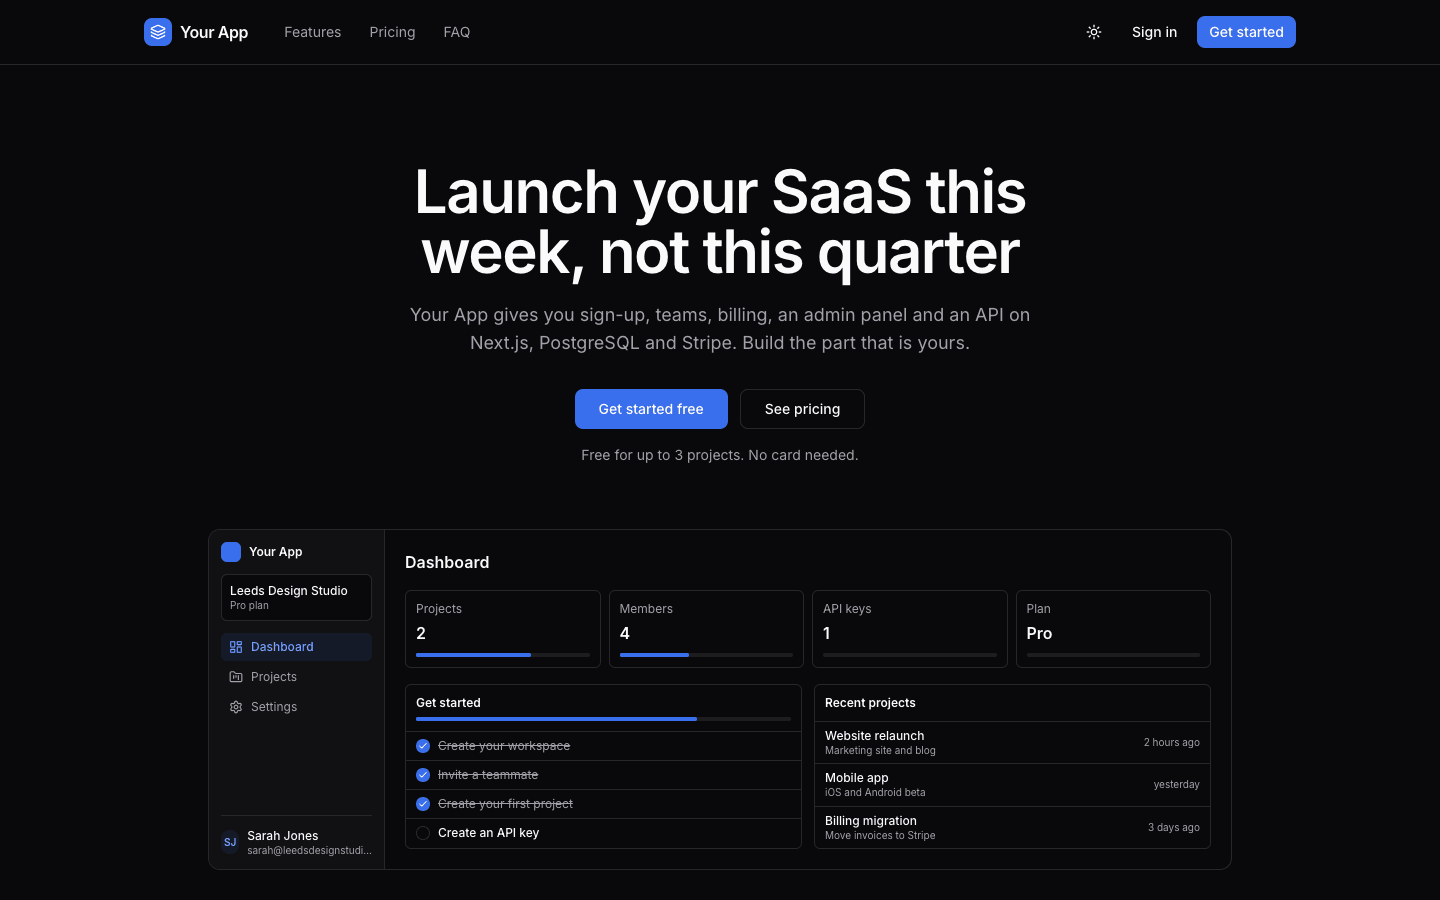 Your App
Features
Pricing
FAQ
Sign in
Get started
Launch your SaaS this
week, not this quarter
Your App gives you sign-up, teams, billing, an admin panel and an API on
Next.js, PostgreSQL and Stripe. Build the part that is yours.
Get started free
See pricing
Free for up to 3 projects. No card needed.
Your App
Leeds Design Studio
Pro plan
Dashboard
Projects
Settings
SJ
Sarah Jones
sarah@leedsdesignstudi...
Dashboard
Projects
2
Members
4
API keys
1
Plan
Pro
Get started
Create your workspace
Invite a teammate
Create your first project
Create an API key
Recent projects
Website relaunch
Marketing site and blog
2 hours ago
Mobile app
iOS and Android beta
yesterday
Billing migration
Move invoices to Stripe
3 days ago